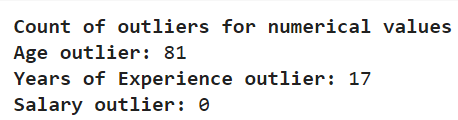 Count of outliers for numerical values
Age outlier: 81
Years of Experience outlier: 17
Salary outlier: 0